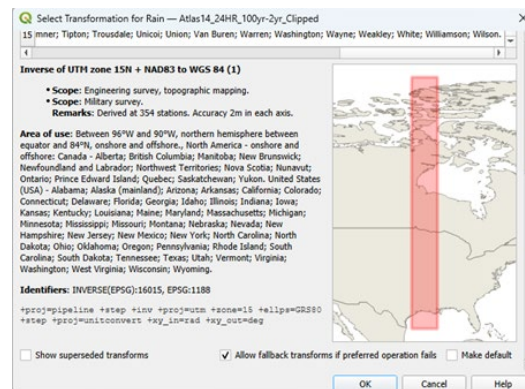 Select Transformation for Rain — Atlas14_24HR_100yr-2yr_Clipped
15 mner; Tipton; Trousdale; Unicoi; Union; Van Buren; Warren; Washington; Wayne; Weakley; White; Williamson; Wilson.
Inverse of UTM zone 15N + NAD83 to WGS 84 (1)
• Scope: Engineering survey, topographic mapping.
• Scope: Military survey.
Remarks: Derived at 354 stations. Accuracy 2m in each axis.
Area of use: Between 96°W and 90°W, northern hemisphere between
equator and 84°N, onshore and offshore., North America - onshore and
offshore: Canada - Alberta; British Columbia; Manitoba; New Brunswick;
Newfoundland and Labrador; Northwest Territories; Nova Scotia; Nunavut;
Ontario; Prince Edward Island; Quebec; Saskatchewan; Yukon. United States
(USA) - Alabama; Alaska (mainland); Arizona; Arkansas; California; Colorado;
Connecticut; Delaware; Florida; Georgia; Idaho; Illinois; Indiana; Iowa;
Kansas; Kentucky; Louisiana; Maine; Maryland; Massachusetts; Michigan;
Minnesota; Mississippi; Missouri; Montana; Nebraska; Nevada; New
Hampshire; New Jersey; New Mexico; New York; North Carolina; North
Dakota; Ohio; Oklahoma; Oregon; Pennsylvania; Rhode Island; South
Carolina; South Dakota; Tennessee; Texas; Utah; Vermont; Virginia;
Washington; West Virginia; Wisconsin; Wyoming.
Identifiers: INVERSE(EPSG):16015, EPSG:1188
+proj=pipeline +step +inv +proj=utm +zone=15 +ellps=GRS80
+step +proj=unitconvert +xy_in=rad +xy_out=deg
Show superseded transforms
Allow fallback transforms if preferred operation fails
Make default
OK
Cancel
Help